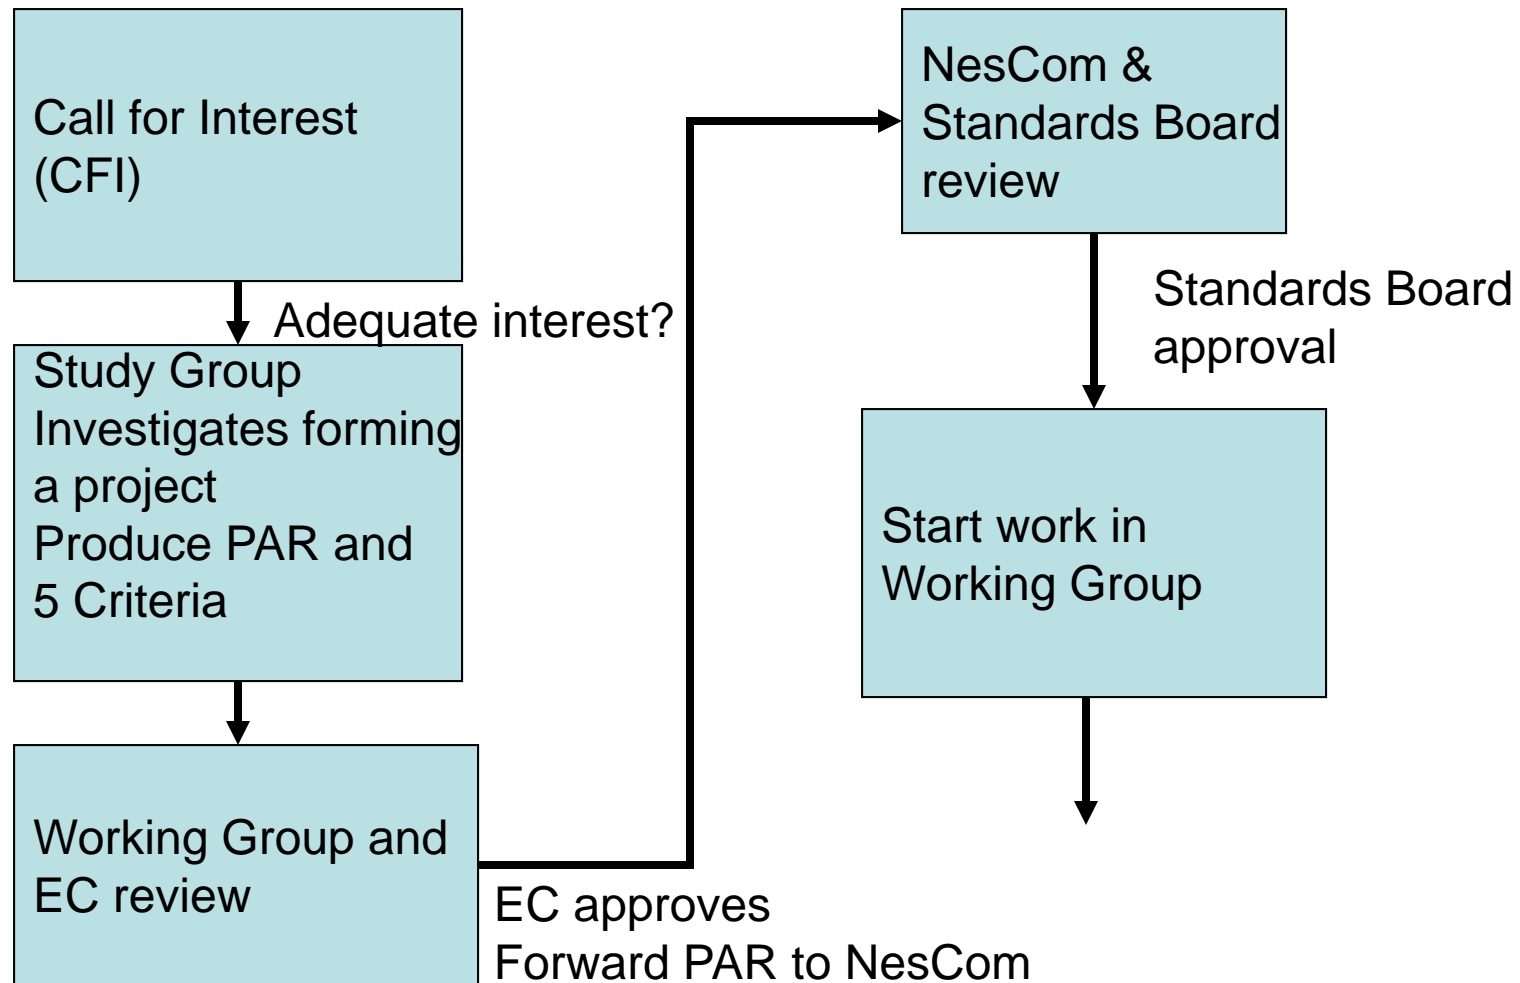 Call for Interest
(CFI)
Adequate interest?
Study Group
Investigates forming
a project
Produce PAR and
5 Criteria
Working Group and
EC review
EC approves
Forward PAR to NesCom
NesCom &
Standards Board
review
Standards Board
approval
Start work in
Working Group